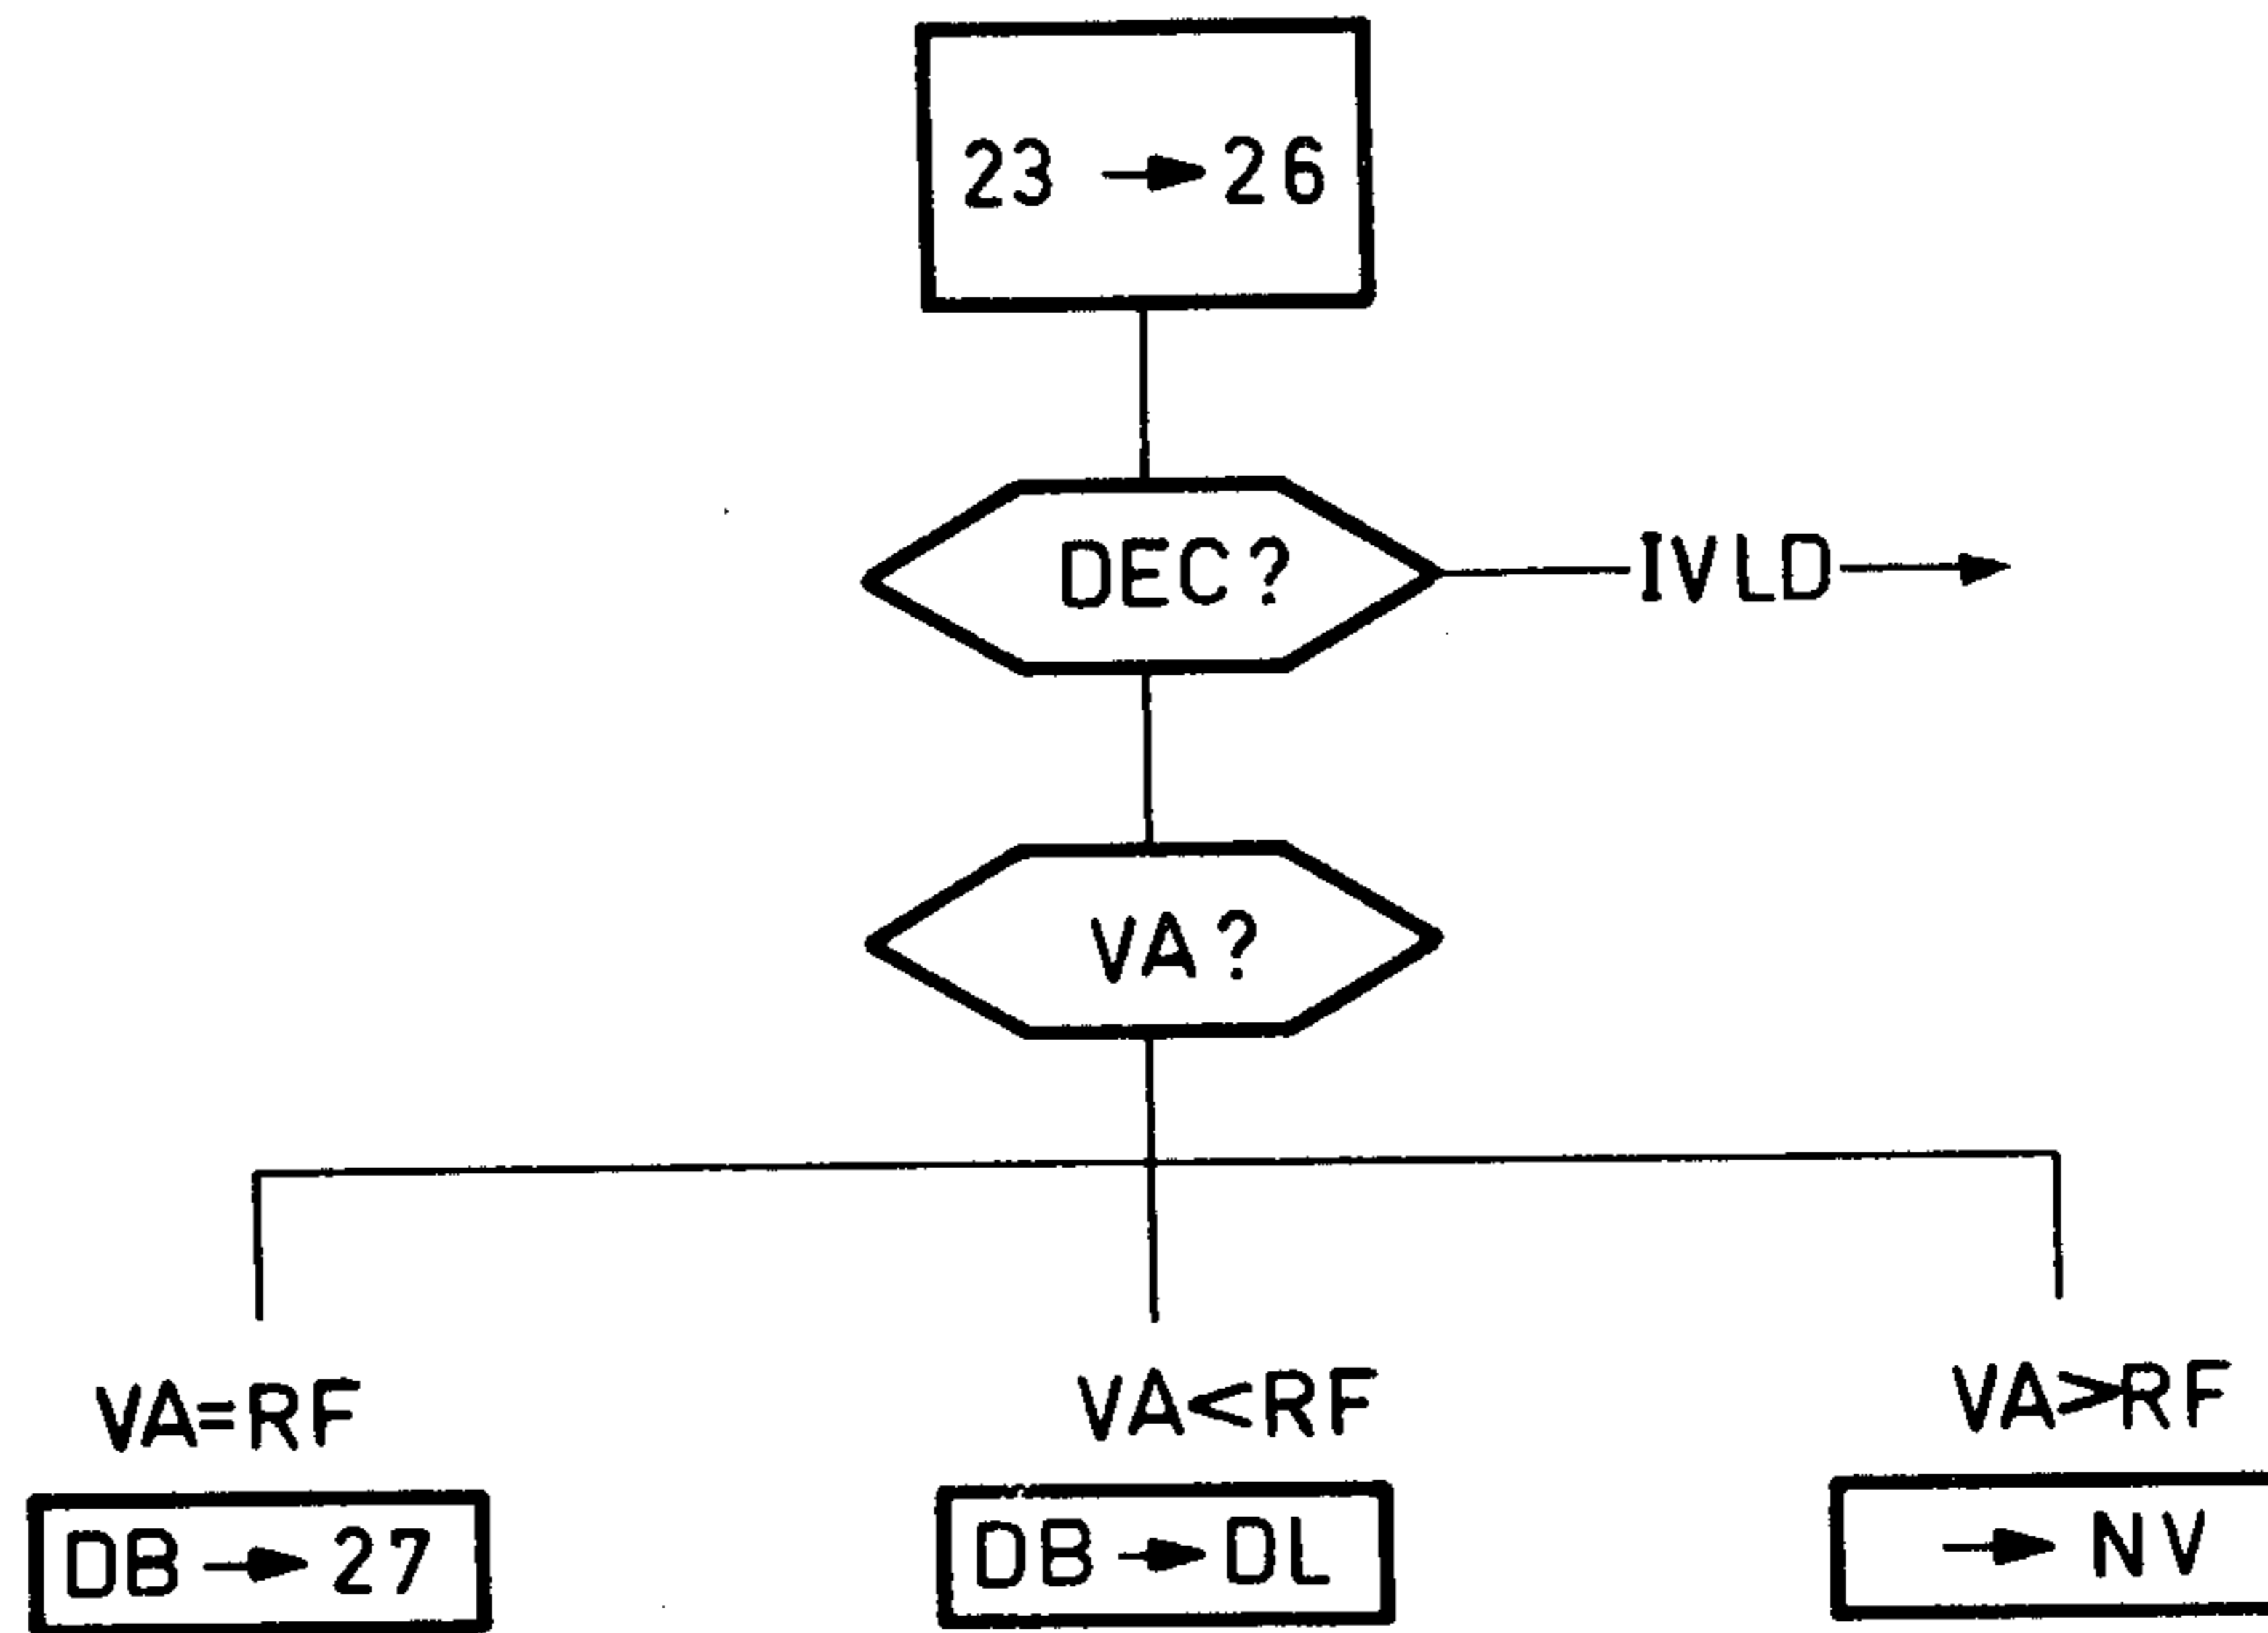 23 → 26
DEC?
IVLD →
VA?
VA=RF
VA<RF
VA>RF
DB → 27
DB → DL
→ NV